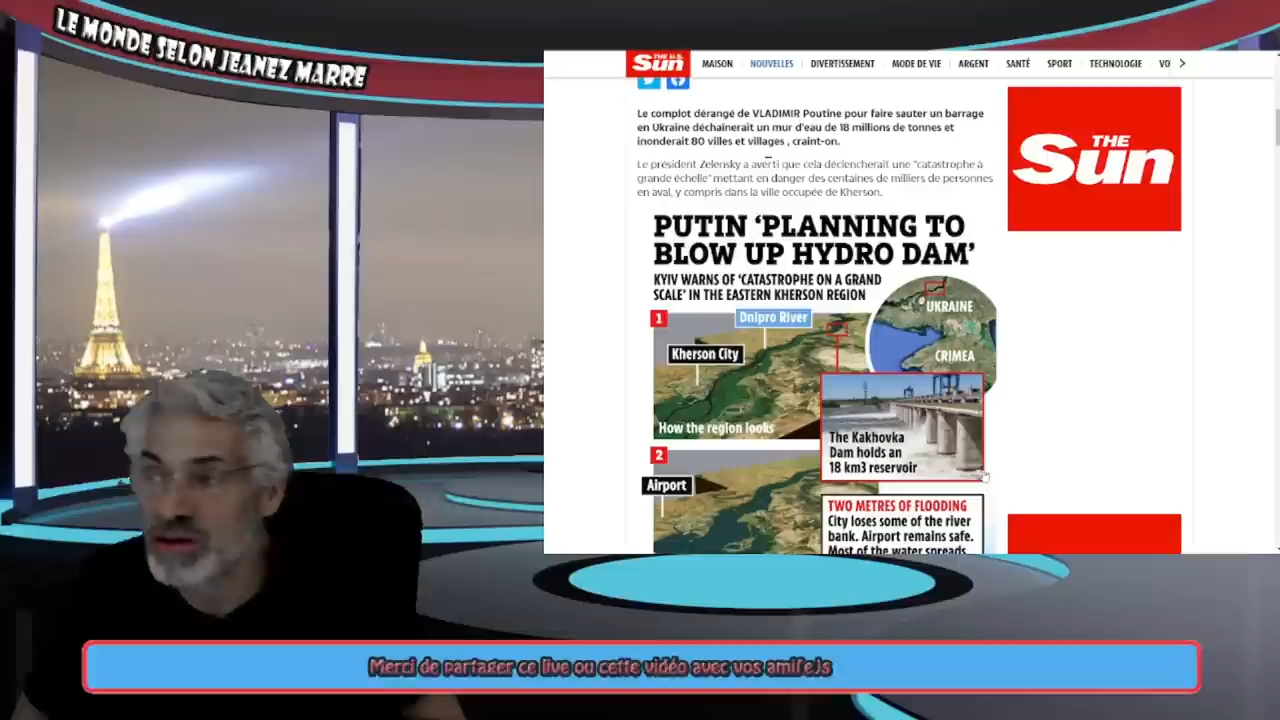 LE MONDE SELON JEANEZ MARRE
THE U.S. Sun
MAISON NOUVELLES DIVERTISSEMENT MODE DE VIE ARGENT SANTÉ SPORT TECHNOLOGIE VO
Le complot dérangé de VLADIMIR Poutine pour faire sauter un barrage
en Ukraine déchaînerait un mur d'eau de 18 millions de tonnes et
inonderait 80 villes et villages , craint-on.
Le président Zelensky a averti que cela déclencherait une "catastrophe à
grande échelle" mettant en danger des centaines de milliers de personnes
en aval, y compris dans la ville occupée de Kherson.
THE
Sun
PUTIN ‘PLANNING TO
BLOW UP HYDRO DAM’
KYIV WARNS OF ‘CATASTROPHE ON A GRAND
SCALE’ IN THE EASTERN KHERSON REGION
1
Dnipro River
UKRAINE
Kherson City
CRIMEA
How the region looks
The Kakhovka
Dam holds an
18 km3 reservoir
2
Airport
TWO METRES OF FLOODING
City loses some of the river
bank. Airport remains safe.
Most of the water spreads
Merci de partager ce live ou cette vidéo avec vos ami[e]s